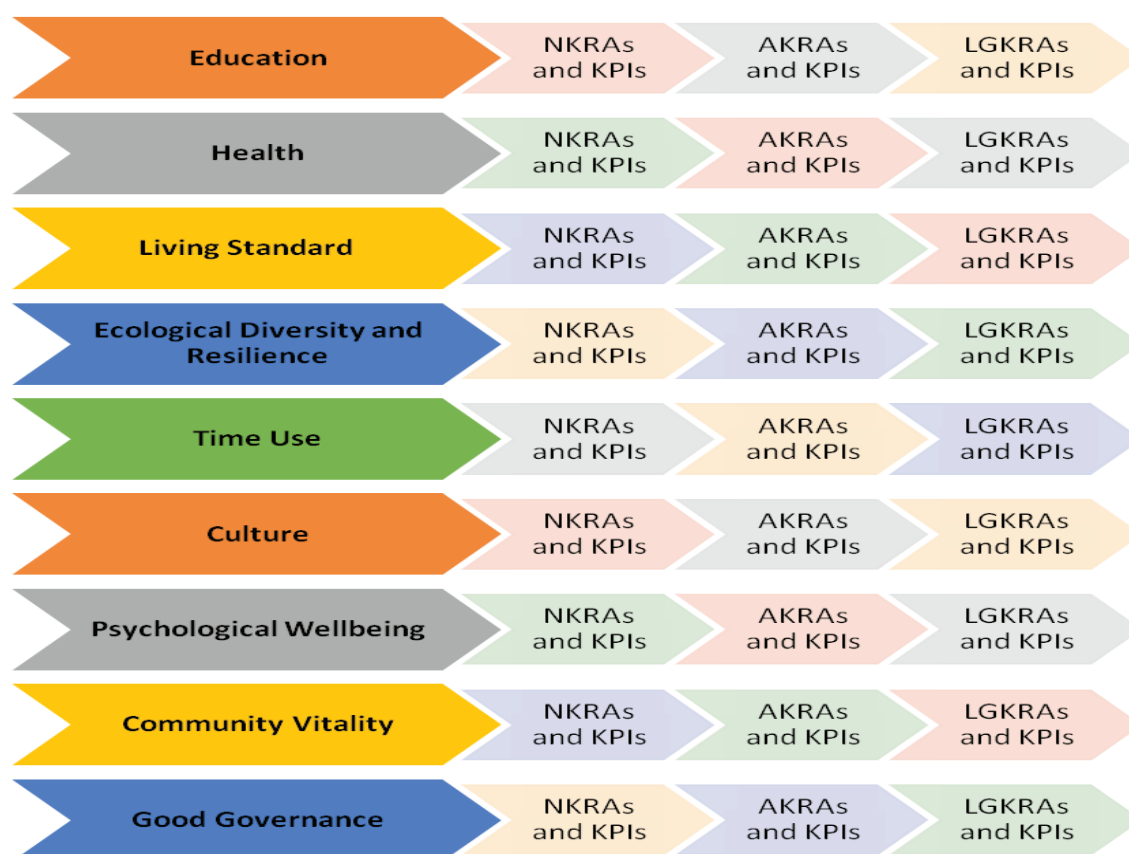 Education
NKRAs
and KPIs
AKRAs
and KPIs
LGKRAs
and KPIs
Health
NKRAs
and KPIs
AKRAs
and KPIs
LGKRAs
and KPIs
Living Standard
NKRAs
and KPIs
AKRAs
and KPIs
LGKRAs
and KPIs
Ecological Diversity and
Resilience
NKRAs
and KPIs
AKRAs
and KPIs
LGKRAs
and KPIs
Time Use
NKRAs
and KPIs
AKRAs
and KPIs
LGKRAs
and KPIs
Culture
NKRAs
and KPIs
AKRAs
and KPIs
LGKRAs
and KPIs
Psychological Wellbeing
NKRAs
and KPIs
AKRAs
and KPIs
LGKRAs
and KPIs
Community Vitality
NKRAs
and KPIs
AKRAs
and KPIs
LGKRAs
and KPIs
Good Governance
NKRAs
and KPIs
AKRAs
and KPIs
LGKRAs
and KPIs